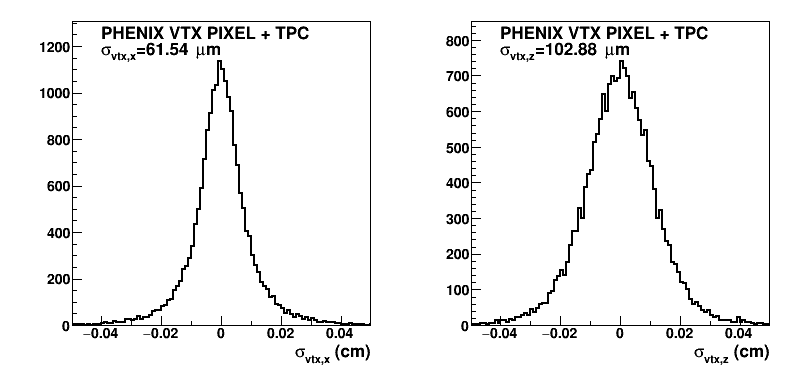 PHENIX VTX PIXEL + TPC
σvtx,x=61.54 μm
1200
1000
800
600
400
200
0
−0.04 −0.02 0 0.02 0.04
σvtx,x (cm)
PHENIX VTX PIXEL + TPC
σvtx,z=102.88 μm
800
700
600
500
400
300
200
100
0
−0.04 −0.02 0 0.02 0.04
σvtx,z (cm)